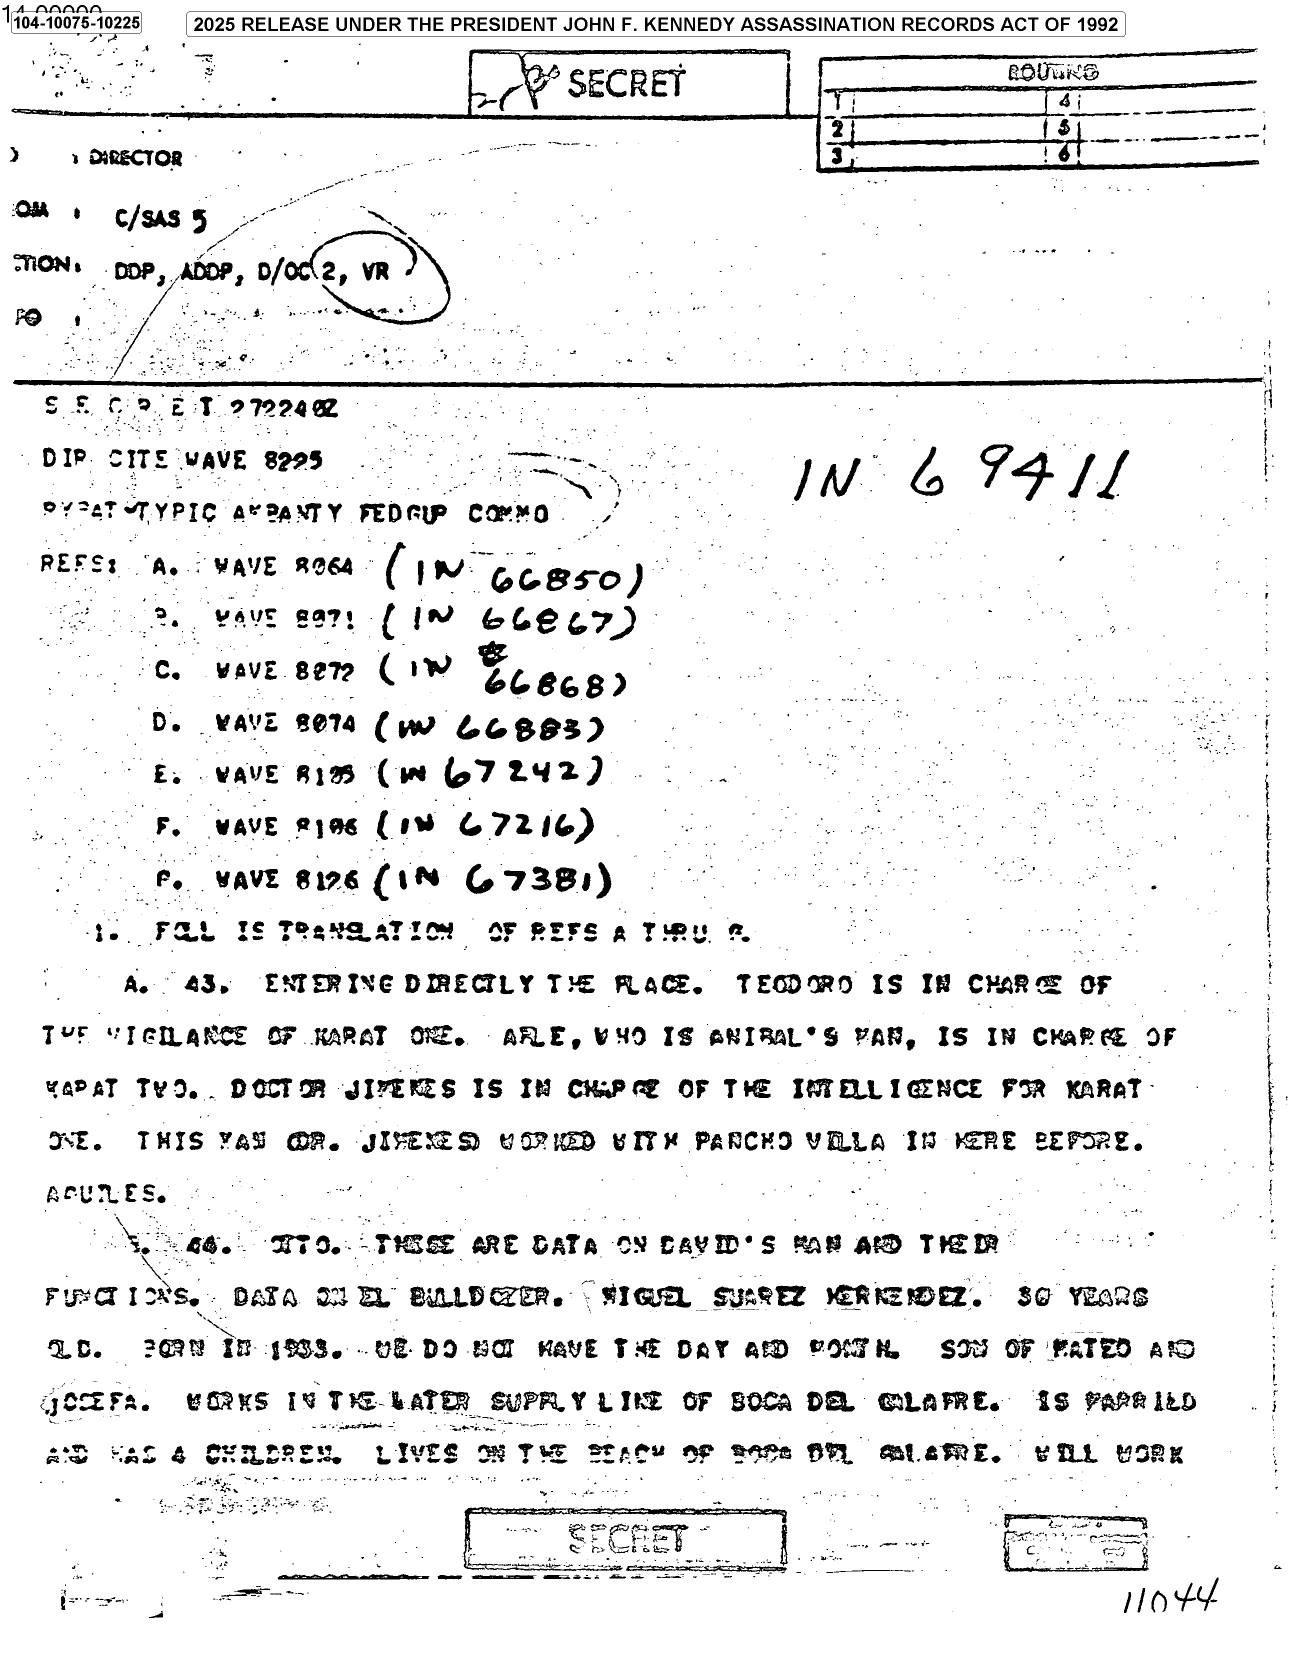 104-10075-10225
2025 RELEASE UNDER THE PRESIDENT JOHN F. KENNEDY ASSASSINATION RECORDS ACT OF 1992
SECRET
ROUTING
1 4
2 5
3 6
: DIRECTOR
OM : C/SAS 5
TION: DDP, ADDP, D/OC 2, VR
FO :
S E C R E T 272240Z
DIR CITE WAVE 8225
RYBAT TYPIC AMPANTY FEDGUP COMMO
IN 69411
REFS: A. WAVE 8064 (IN 66850)
B. WAVE 8071 (IN 66867)
C. WAVE 8072 (IN 66868)
D. WAVE 8074 (IN 66883)
E. WAVE 8105 (IN 67242)
F. WAVE 8106 (IN 67216)
G. WAVE 8126 (IN 67381)
1. FOLL IS TRANSLATION OF REFS A THRU G.
A. 43. ENTERING DIRECTLY THE PLACE. TEODORO IS IN CHARGE OF
THE VIGILANCE OF KARAT ONE. ARLE, WHO IS ANIBAL'S MAN, IS IN CHARGE OF
KARAT TWO. DOCTOR JIMENES IS IN CHARGE OF THE INTELLIGENCE FOR KARAT
ONE. THIS MAN (DR. JIMENES) WORKED WITH PANCHO VILLA IN HERE BEFORE.
AQUILES.
B. 44. OTTO. THESE ARE DATA ON DAVID'S MAN AND THEIR
FUNCTIONS. DATA ON EL BULLDOZER. MIGUEL SUAREZ HERNENDEZ. 30 YEARS
OLD. BORN IN 1933. WE DO NOT HAVE THE DAY AND MONTH. SON OF MATEO AND
JOSEFA. WORKS IN THE WATER SUPPLY LINE OF BOCA DEL GALAFRE. IS MARRIED
AND HAS 4 CHILDREN. LIVES ON THE BEACH OF BOCA DEL GALAFRE. WILL WORK
SECRET
11044